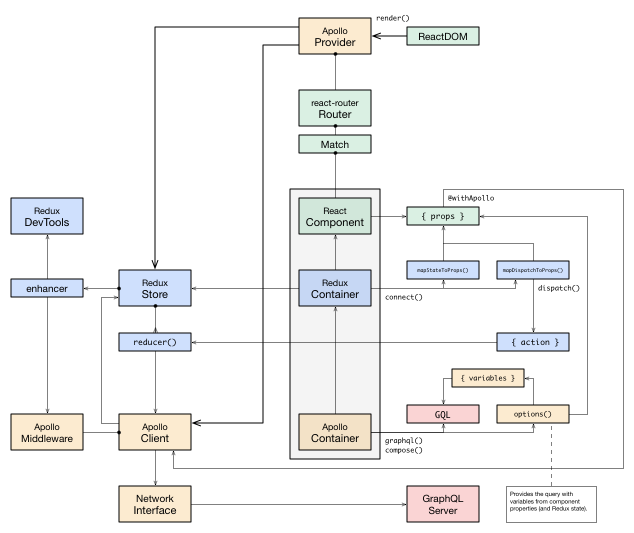 render()
Apollo
Provider
ReactDOM
react-router
Router
Match
@withApollo
Redux
DevTools
React
Component
{ props }
mapStateToProps()
mapDispatchToProps()
enhancer
Redux
Store
Redux
Container
connect()
dispatch()
reducer()
{ action }
{ variables }
Apollo
Middleware
Apollo
Client
Apollo
Container
GQL
options()
graphql()
compose()
Network
Interface
GraphQL
Server
Provides the query with
variables from component
properties (and Redux state).